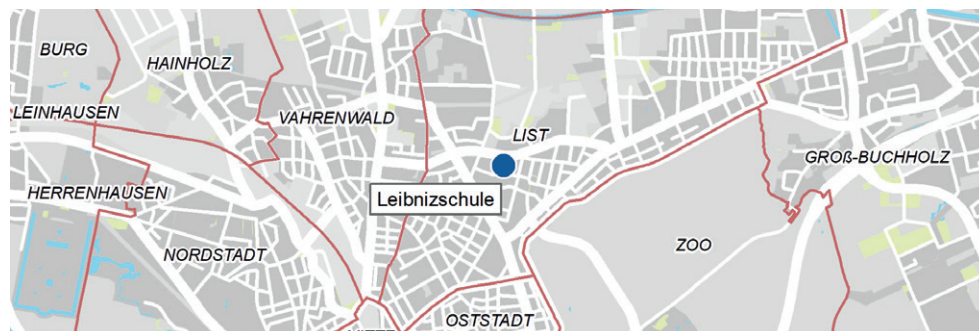 BURG
HAINHOLZ
LEINHAUSEN
VAHRENWALD
LIST
GROß-BUCHHOLZ
HERRENHAUSEN
Leibnizschule
NORDSTADT
ZOO
OSTSTADT